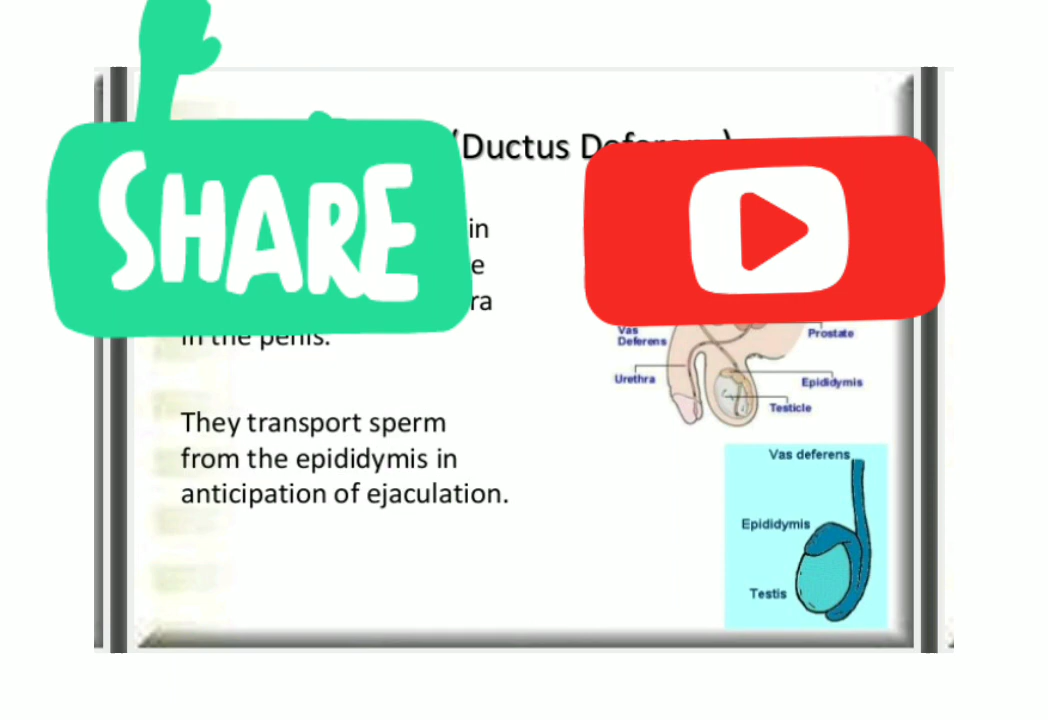 SHARE
(Ductus Deferens)
in
e
ra
in the penis.
They transport sperm
from the epididymis in
anticipation of ejaculation.
Vas
Deferens
Prostate
Urethra
Epididymis
Testicle
Vas deferens
Epididymis
Testis